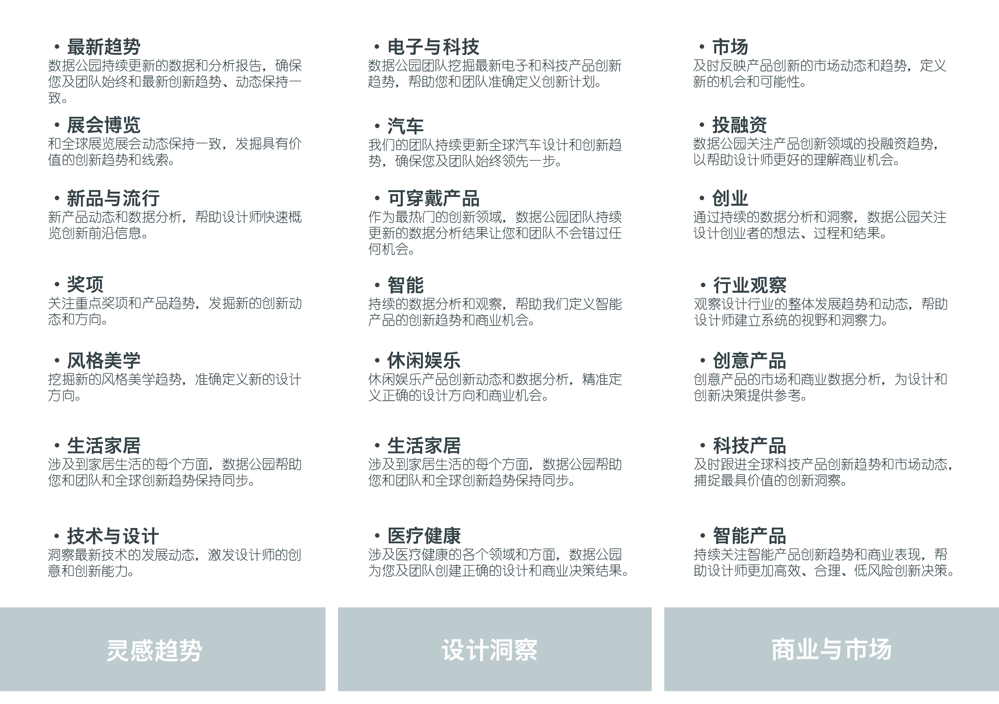 • 最新趋势
数据公园持续更新的数据和分析报告，确保
您及团队始终和最新创新趋势、动态保持一
致。
• 展会博览
和全球展览展会动态保持一致，发掘具有价
值的创新趋势和线索。
• 新品与流行
新产品动态和数据分析，帮助设计师快速概
览创新前沿信息。
• 奖项
关注重点奖项和产品趋势，发掘新的创新动
态和方向。
• 风格美学
挖掘新的风格美学趋势，准确定义新的设计
方向。
• 生活家居
涉及到家居生活的每个方面，数据公园帮助
您和团队和全球创新趋势保持同步。
• 技术与设计
洞察最新技术的发展动态，激发设计师的创
意和创新能力。
灵感趋势
• 电子与科技
数据公园团队挖掘最新电子和科技产品创新
趋势，帮助您和团队准确定义创新计划。
• 汽车
我们的团队持续更新全球汽车设计和创新趋
势，确保您及团队始终领先一步。
• 可穿戴产品
作为最热门的创新领域，数据公园团队持续
更新的数据分析结果让您和团队不会错过任
何机会。
• 智能
持续的数据分析和观察，帮助我们定义智能
产品的创新趋势和商业机会。
• 休闲娱乐
休闲娱乐产品创新动态和数据分析，精准定
义正确的设计方向和商业机会。
• 生活家居
涉及到家居生活的每个方面，数据公园帮助
您和团队和全球创新趋势保持同步。
• 医疗健康
涉及医疗健康的各个领域和方面，数据公园
为您及团队创建正确的设计和商业决策结果。
设计洞察
• 市场
及时反映产品创新的市场动态和趋势，定义
新的机会和可能性。
• 投融资
数据公园关注产品创新领域的投融资趋势，
以帮助设计师更好的理解商业机会。
• 创业
通过持续的数据分析和洞察，数据公园关注
设计创业者的想法、过程和结果。
• 行业观察
观察设计行业的整体发展趋势和动态，帮助
设计师建立系统的视野和洞察力。
• 创意产品
创意产品的市场和商业数据分析，为设计和
创新决策提供参考。
• 科技产品
及时跟进全球科技产品创新趋势和市场动态，
捕捉最具价值的创新洞察。
• 智能产品
持续关注智能产品创新趋势和商业表现，帮
助设计师更加高效、合理、低风险创新决策。
商业与市场